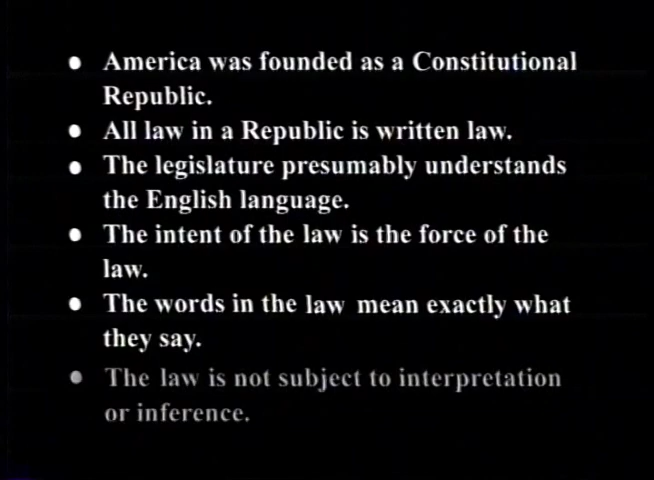 • America was founded as a Constitutional
Republic.
• All law in a Republic is written law.
• The legislature presumably understands
the English language.
• The intent of the law is the force of the
law.
• The words in the law mean exactly what
they say.
• The law is not subject to interpretation
or inference.